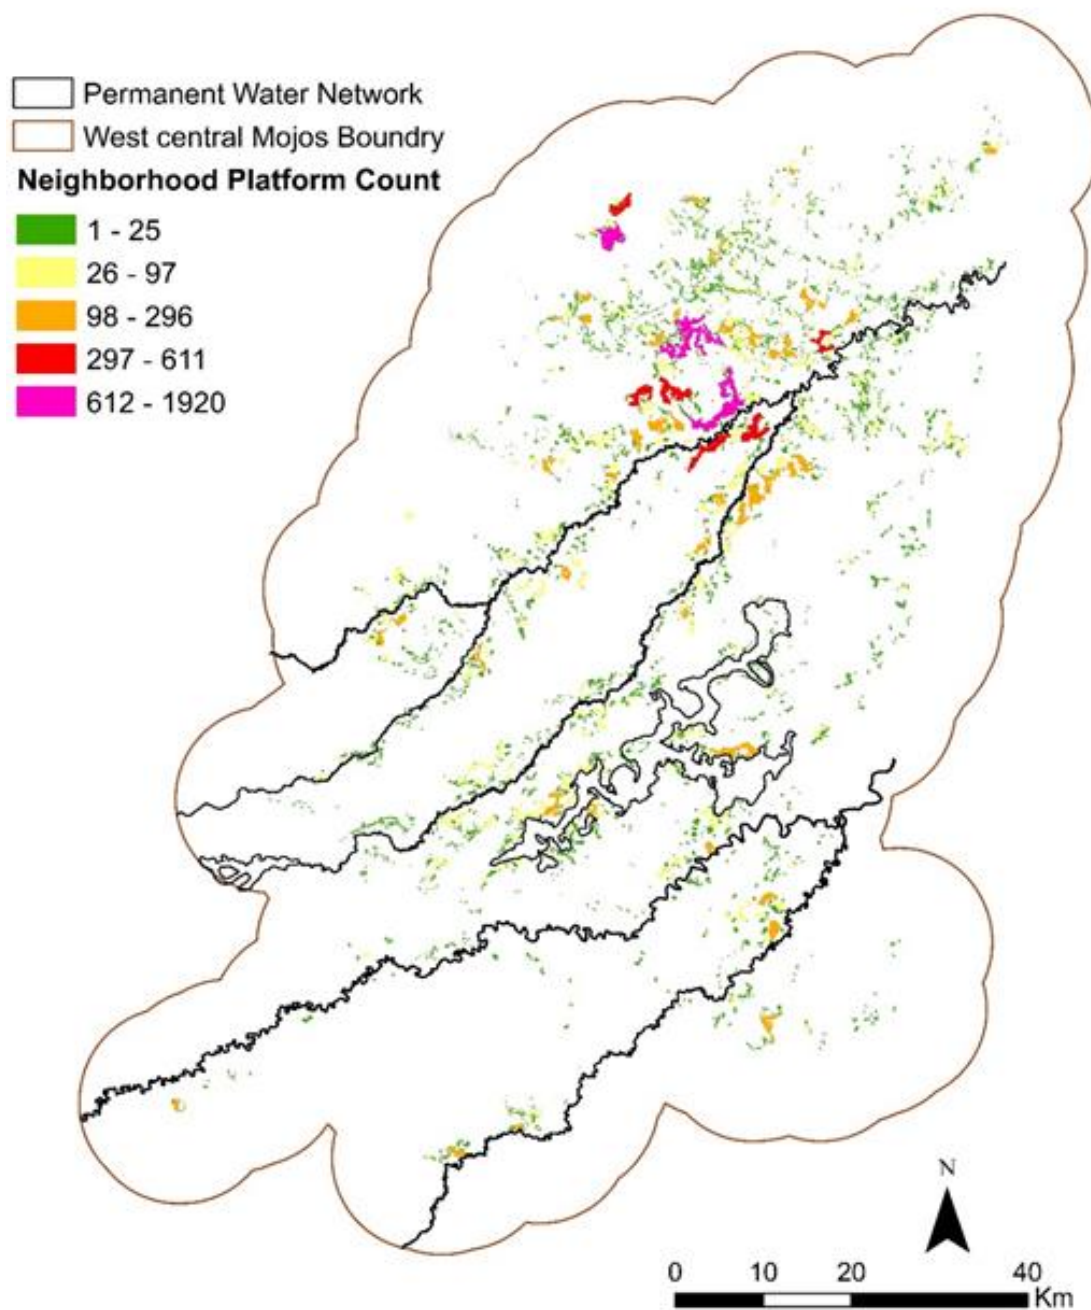 Permanent Water Network
West central Mojos Boundry
Neighborhood Platform Count
1 - 25
26 - 97
98 - 296
297 - 611
612 - 1920
N
0 10 20 40
Km